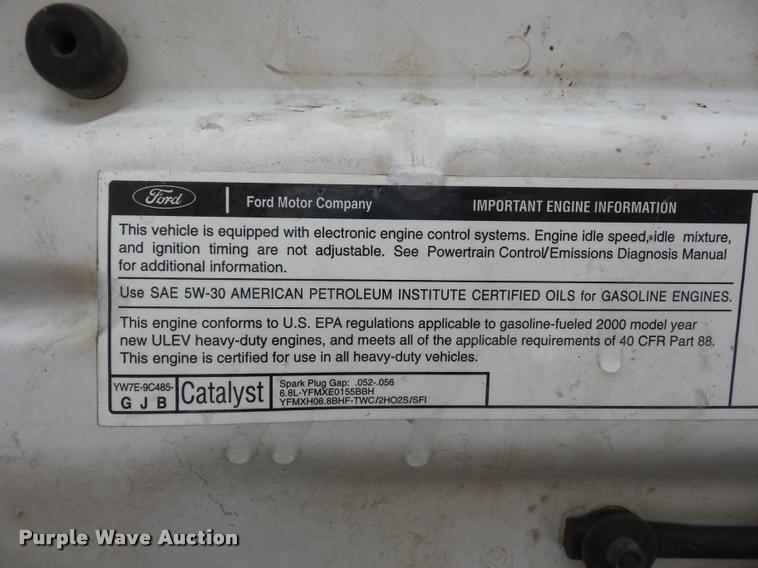 Ford
Ford Motor Company IMPORTANT ENGINE INFORMATION
This vehicle is equipped with electronic engine control systems. Engine idle speed, idle mixture,
and ignition timing are not adjustable. See Powertrain Control/Emissions Diagnosis Manual
for additional information.
Use SAE 5W-30 AMERICAN PETROLEUM INSTITUTE CERTIFIED OILS for GASOLINE ENGINES.
This engine conforms to U.S. EPA regulations applicable to gasoline-fueled 2000 model year
new ULEV heavy-duty engines, and meets all of the applicable requirements of 40 CFR Part 88.
This engine is certified for use in all heavy-duty vehicles.
YW7E-9C485-
G J B
Catalyst
Spark Plug Gap: .052-.056
6.8L-YFMXE0155BBH
YFMXH06.8BHF-TWC/2HO2S/SFI
Purple Wave Auction